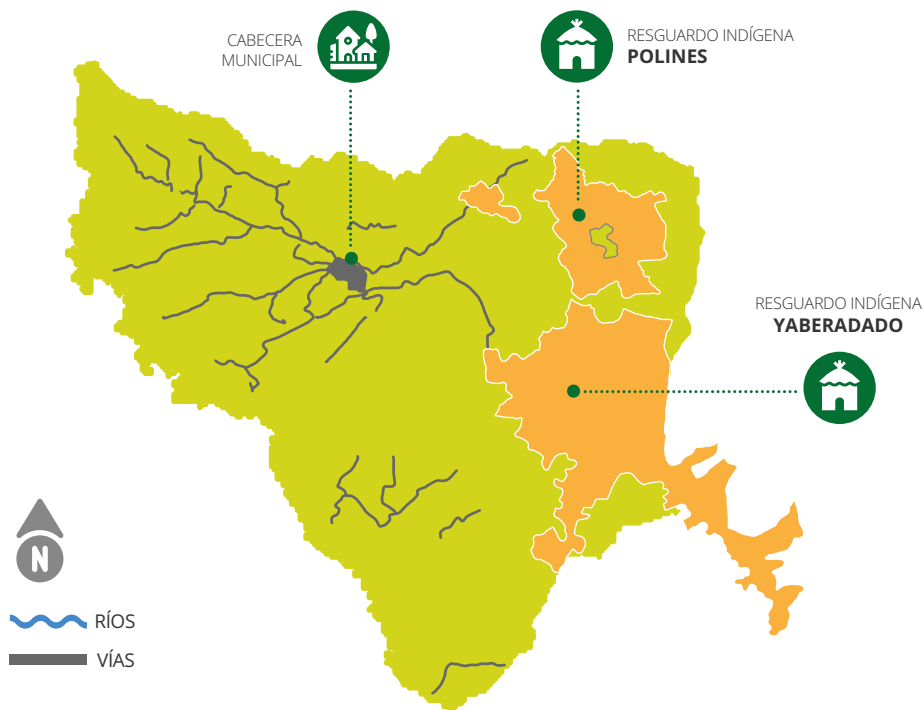 CABECERA
MUNICIPAL
RESGUARDO INDÍGENA
POLINES
RESGUARDO INDÍGENA
YABERADADO
N
RÍOS
VÍAS